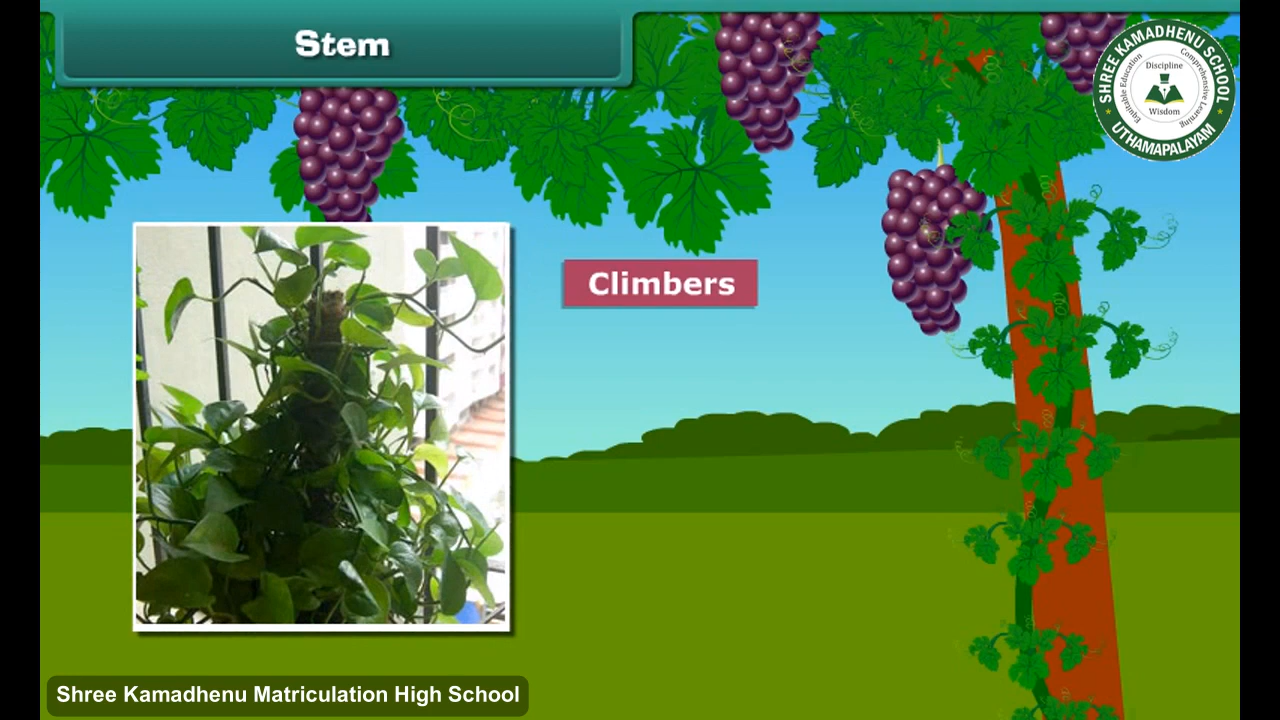 Stem
SHREE KAMADHENU SCHOOL
Equitable Education
Discipline
Comprehensive Learning
Wisdom
UTHAMAPALAYAM
Climbers
Shree Kamadhenu Matriculation High School